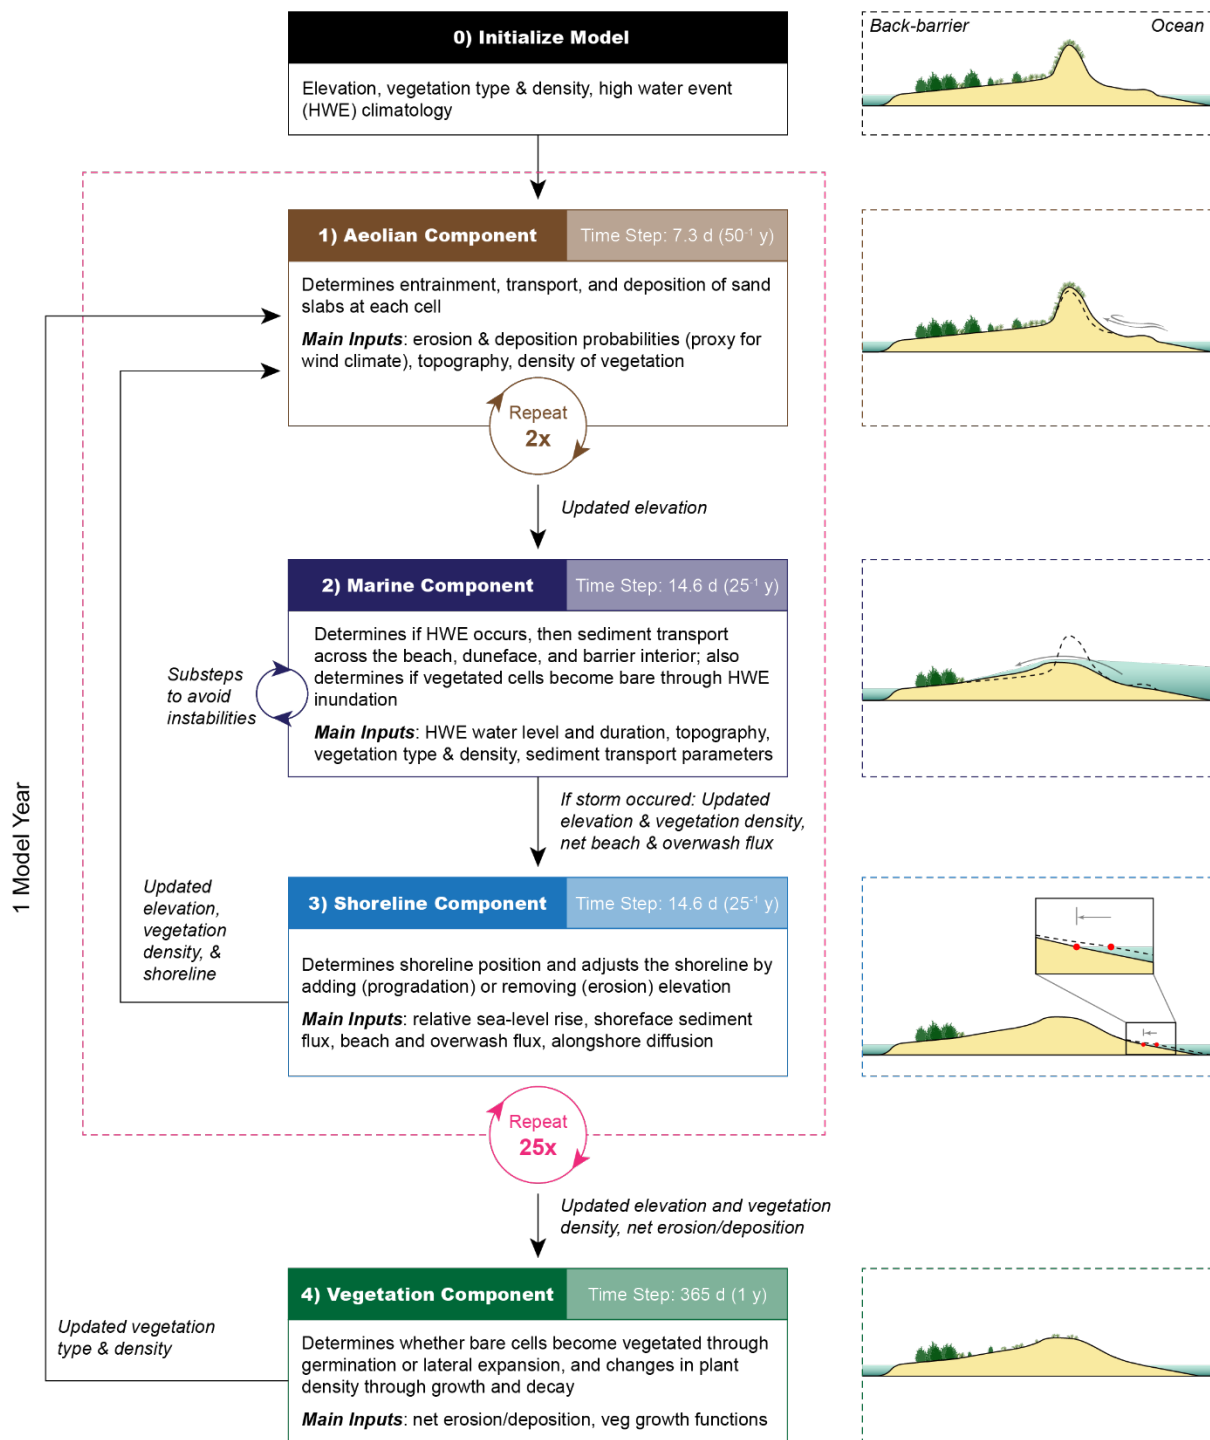 0) Initialize Model
Elevation, vegetation type & density, high water event
(HWE) climatology
Back-barrier
Ocean
1) Aeolian Component
Time Step: 7.3 d (50⁻¹ y)
Determines entrainment, transport, and deposition of sand
slabs at each cell
Main Inputs: erosion & deposition probabilities (proxy for
wind climate), topography, density of vegetation
Repeat
2x
Updated elevation
2) Marine Component
Time Step: 14.6 d (25⁻¹ y)
Determines if HWE occurs, then sediment transport
across the beach, duneface, and barrier interior; also
determines if vegetated cells become bare through HWE
inundation
Main Inputs: HWE water level and duration, topography,
vegetation type & density, sediment transport parameters
Substeps
to avoid
instabilities
If storm occured: Updated
elevation & vegetation density,
net beach & overwash flux
3) Shoreline Component
Time Step: 14.6 d (25⁻¹ y)
Determines shoreline position and adjusts the shoreline by
adding (progradation) or removing (erosion) elevation
Main Inputs: relative sea-level rise, shoreface sediment
flux, beach and overwash flux, alongshore diffusion
Updated
elevation,
vegetation
density, &
shoreline
1 Model Year
Repeat
25x
Updated elevation and vegetation
density, net erosion/deposition
4) Vegetation Component
Time Step: 365 d (1 y)
Determines whether bare cells become vegetated through
germination or lateral expansion, and changes in plant
density through growth and decay
Main Inputs: net erosion/deposition, veg growth functions
Updated vegetation
type & density